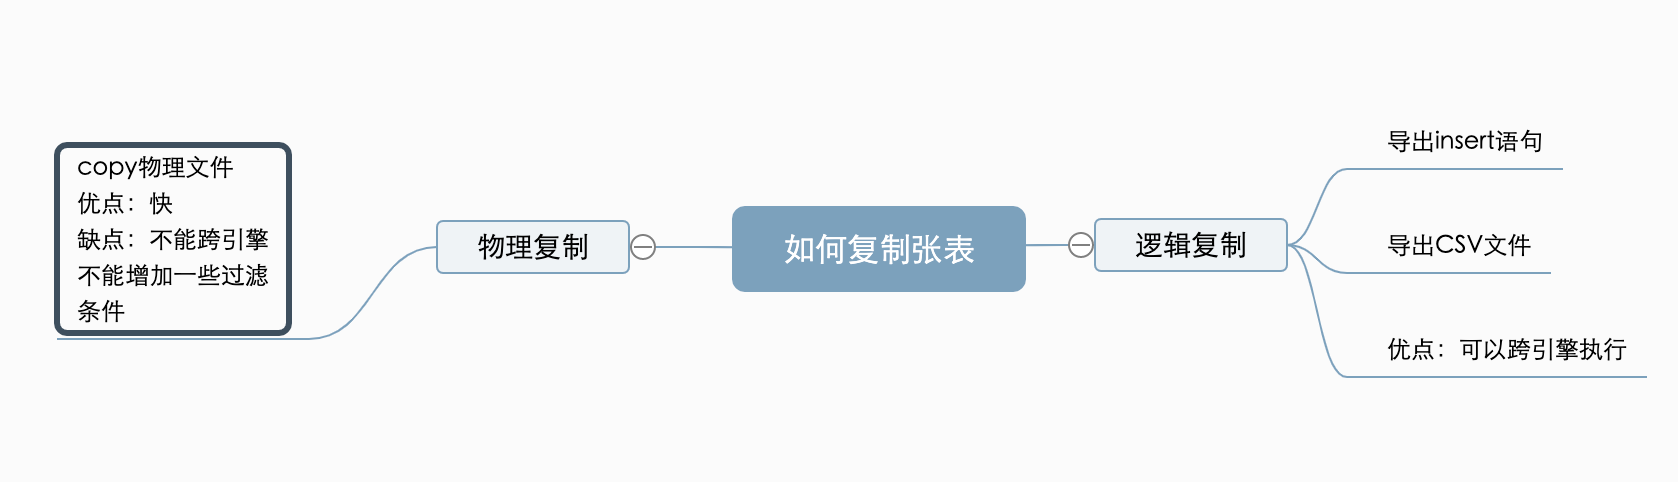 copy物理文件
优点：快
缺点：不能跨引擎
不能增加一些过滤
条件
物理复制
如何复制张表
逻辑复制
导出insert语句
导出CSV文件
优点：可以跨引擎执行